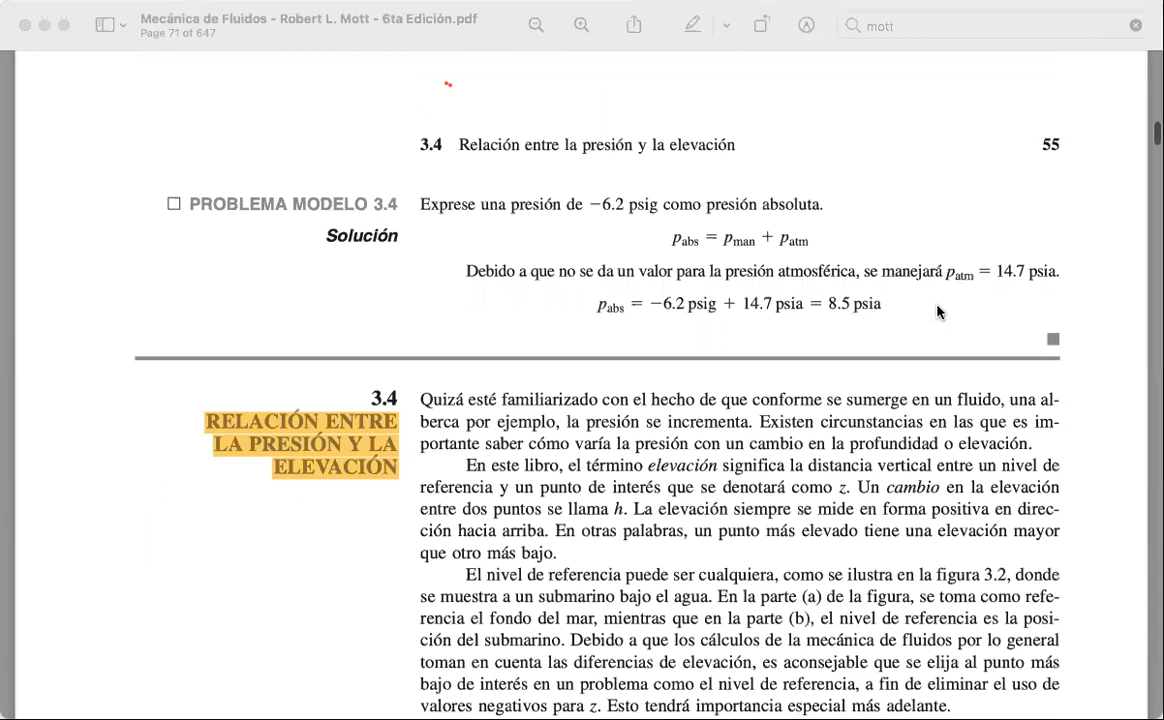 Mecánica de Fluidos - Robert L. Mott - 6ta Edición.pdf
Page 71 of 647
mott
3.4 Relación entre la presión y la elevación 55
□ PROBLEMA MODELO 3.4 Exprese una presión de −6.2 psig como presión absoluta.
Solución p_abs = p_man + p_atm
Debido a que no se da un valor para la presión atmosférica, se manejará p_atm = 14.7 psia.
p_abs = −6.2 psig + 14.7 psia = 8.5 psia
3.4
RELACIÓN ENTRE
LA PRESIÓN Y LA
ELEVACIÓN
Quizá esté familiarizado con el hecho de que conforme se sumerge en un fluido, una al-
berca por ejemplo, la presión se incrementa. Existen circunstancias en las que es im-
portante saber cómo varía la presión con un cambio en la profundidad o elevación.
En este libro, el término elevación significa la distancia vertical entre un nivel de
referencia y un punto de interés que se denotará como z. Un cambio en la elevación
entre dos puntos se llama h. La elevación siempre se mide en forma positiva en direc-
ción hacia arriba. En otras palabras, un punto más elevado tiene una elevación mayor
que otro más bajo.
El nivel de referencia puede ser cualquiera, como se ilustra en la figura 3.2, donde
se muestra a un submarino bajo el agua. En la parte (a) de la figura, se toma como refe-
rencia el fondo del mar, mientras que en la parte (b), el nivel de referencia es la posi-
ción del submarino. Debido a que los cálculos de la mecánica de fluidos por lo general
toman en cuenta las diferencias de elevación, es aconsejable que se elija al punto más
bajo de interés en un problema como el nivel de referencia, a fin de eliminar el uso de
valores negativos para z. Esto tendrá importancia especial más adelante.